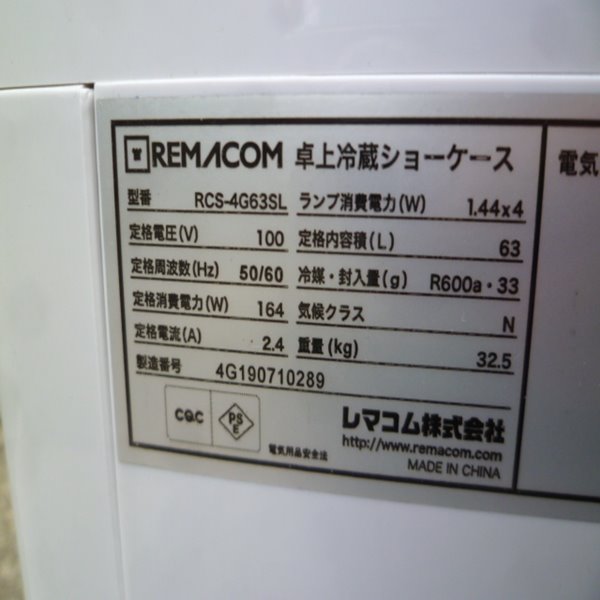 REMACOM 卓上冷蔵ショーケース
型番 RCS-4G63SL ランプ消費電力(W) 1.44x4
定格電圧(V) 100 定格内容積(L) 63
定格周波数(Hz) 50/60 冷媒・封入量(g) R600a・33
定格消費電力(W) 164 気候クラス N
定格電流(A) 2.4 重量(kg) 32.5
製造番号 4G190710289
CQC PSE
電気用品安全法
レマコム株式会社
http://www.remacom.com/
MADE IN CHINA
電気